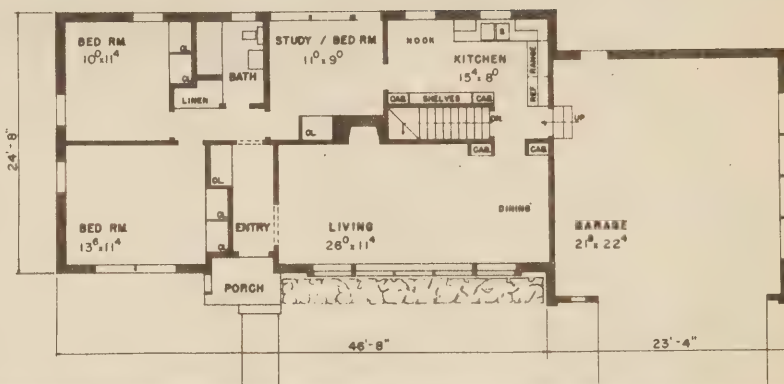 BED RM.
10⁰x11⁴
CL
CL
LINEN
BATH
STUDY / BED RM.
11⁰x9⁰
NOOK
S
KITCHEN
15⁴x8⁰
RANGE
REF.
CAB.
SHELVES
CAB.
DN.
UP
CL.
CAB.
CAB.
24'-8"
BED RM.
13⁶x11⁴
CL.
CL
CL
ENTRY
LIVING
26⁰x11⁴
DINING
GARAGE
21⁸x22⁴
PORCH
46'-8"
23'-4"